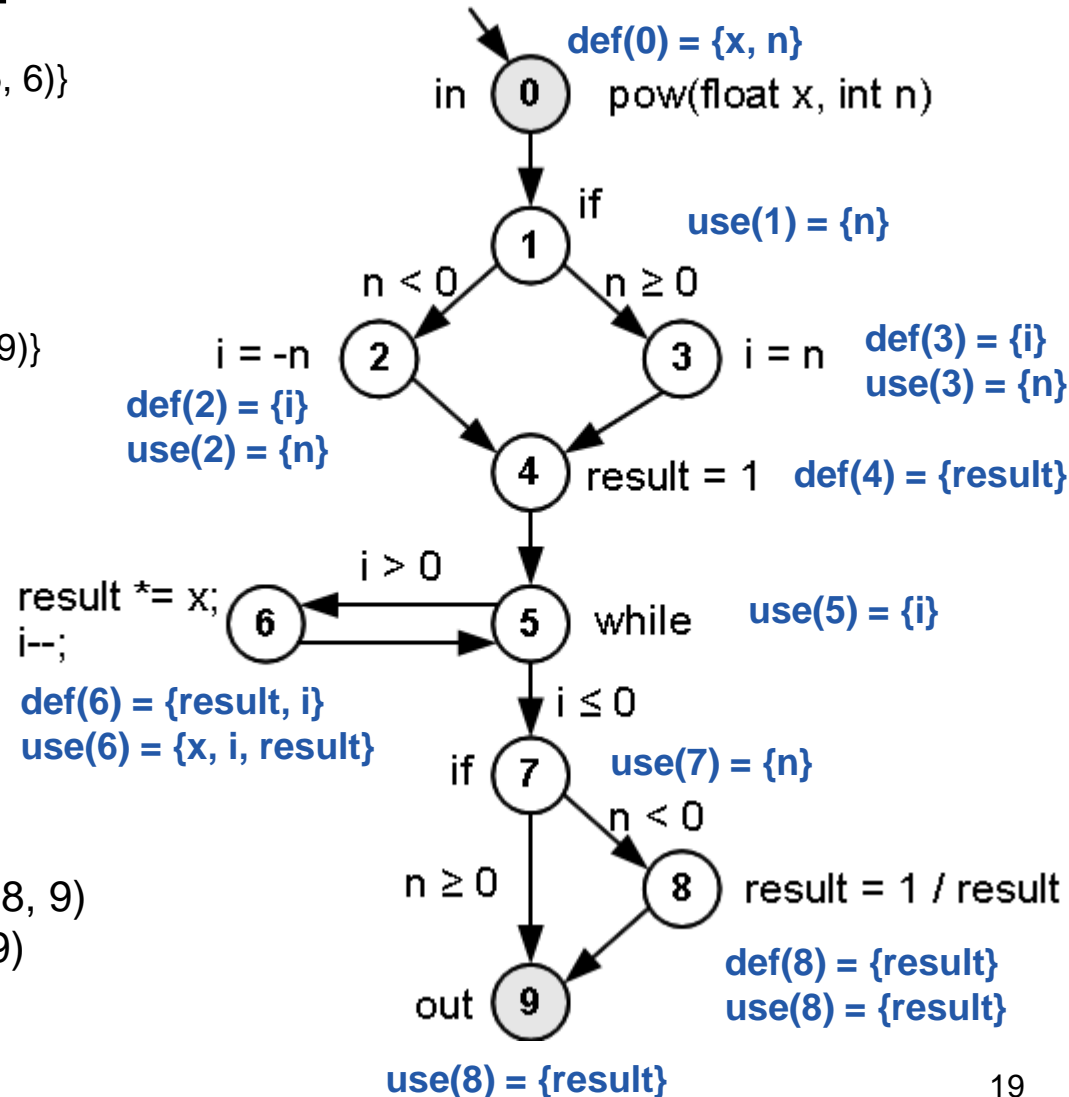 def(0) = {x, n}
, 6)}
in 0 pow(float x, int n)
if
use(1) = {n}
1
n < 0 n ≥ 0
9)}
i = -n 2 3 i = n
def(3) = {i}
use(3) = {n}
def(2) = {i}
use(2) = {n}
4 result = 1 def(4) = {result}
i > 0
result *= x;
i--;
6 5 while use(5) = {i}
def(6) = {result, i}
use(6) = {x, i, result}
i ≤ 0
if 7 use(7) = {n}
n < 0
n ≥ 0 8 result = 1 / result
8, 9)
9)
def(8) = {result}
use(8) = {result}
out 9
use(8) = {result}
19